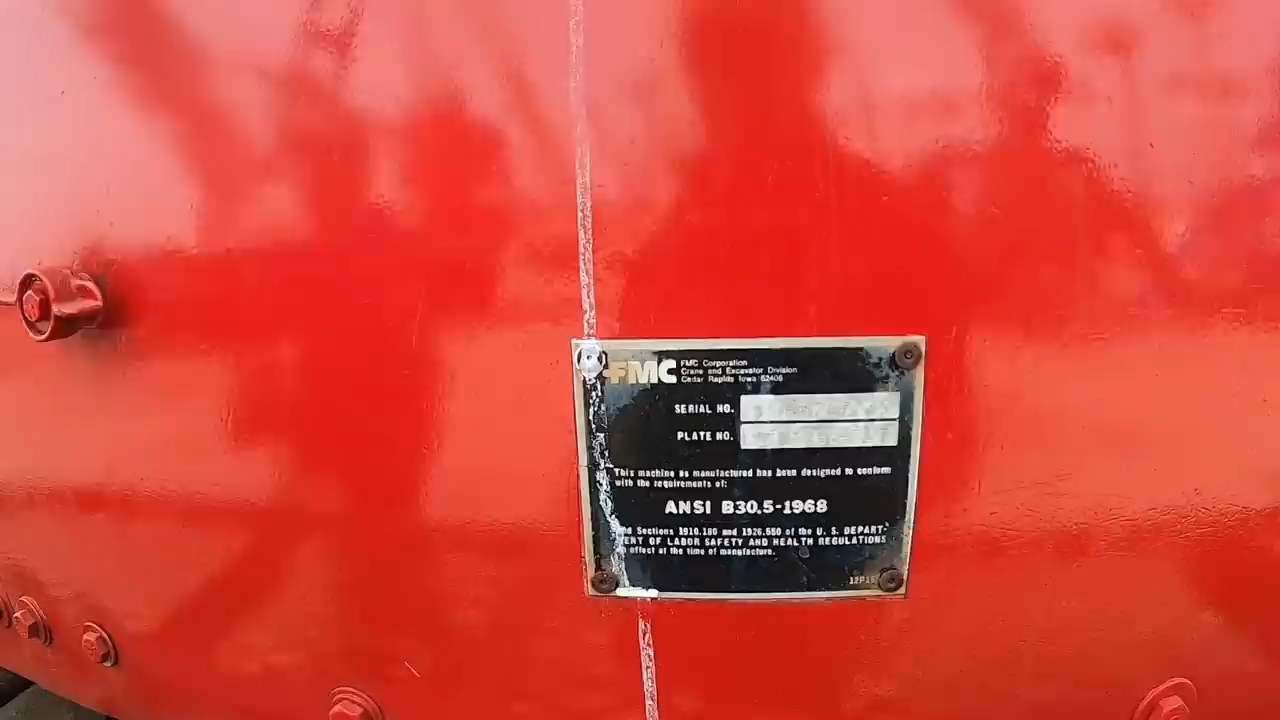 FMC FMC Corporation
Crane and Excavator Division
Cedar Rapids Iowa 52406
SERIAL NO.
PLATE NO.
This machine as manufactured has been designed to conform
with the requirements of:
ANSI B30.5-1968
and Sections 1910.180 and 1926.550 of the U. S. DEPART-
MENT OF LABOR SAFETY AND HEALTH REGULATIONS
effect at the time of manufacture.